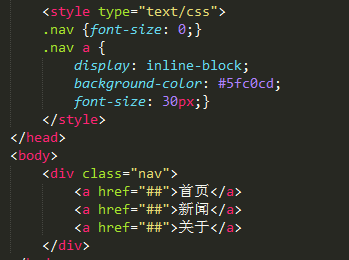 <style type="text/css">
.nav {font-size: 0;}
.nav a {
display: inline-block;
background-color: #5fc0cd;
font-size: 30px;}
</style>
</head>
<body>
<div class="nav">
<a href="##">首页</a>
<a href="##">新闻</a>
<a href="##">关于</a>
</div>